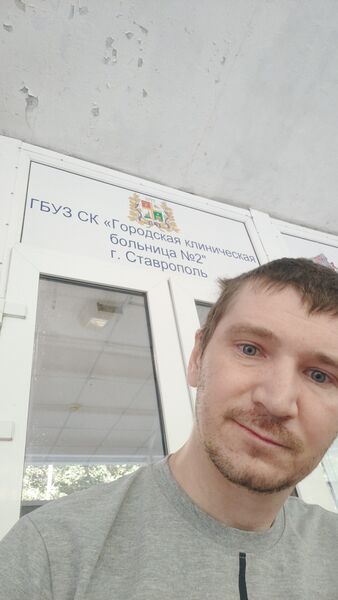 ГБУЗ СК «Городская клиническая
больница №2"
г. Ставрополь